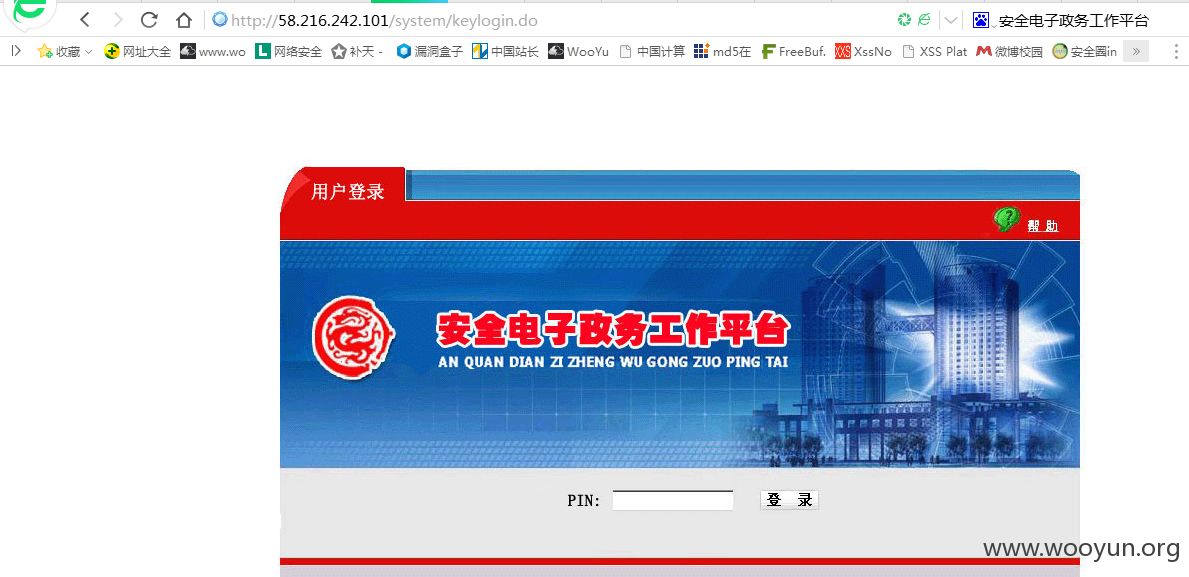 http://58.216.242.101/system/keylogin.do 安全电子政务工作平台
收藏 网址大全 www.wo 网络安全 补天 - 漏洞盒子 中国站长 WooYu 中国计算 md5在 FreeBuf. XssNo XSS Plat 微博校园 安全圈in »
用户登录
帮 助
安全电子政务工作平台
AN QUAN DIAN ZI ZHENG WU GONG ZUO PING TAI
PIN: 登 录
www.wooyun.org